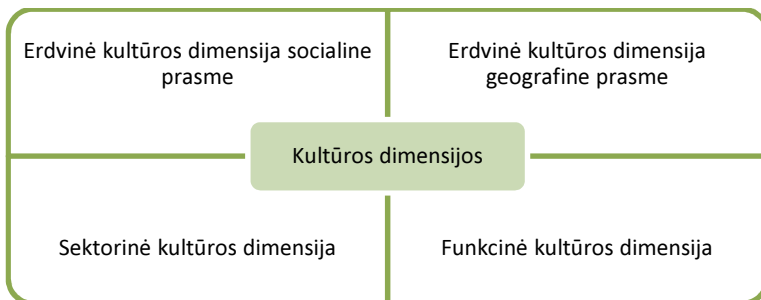 Erdvinė kultūros dimensija socialine
prasme
Erdvinė kultūros dimensija
geografine prasme
Kultūros dimensijos
Sektorinė kultūros dimensija
Funkcinė kultūros dimensija